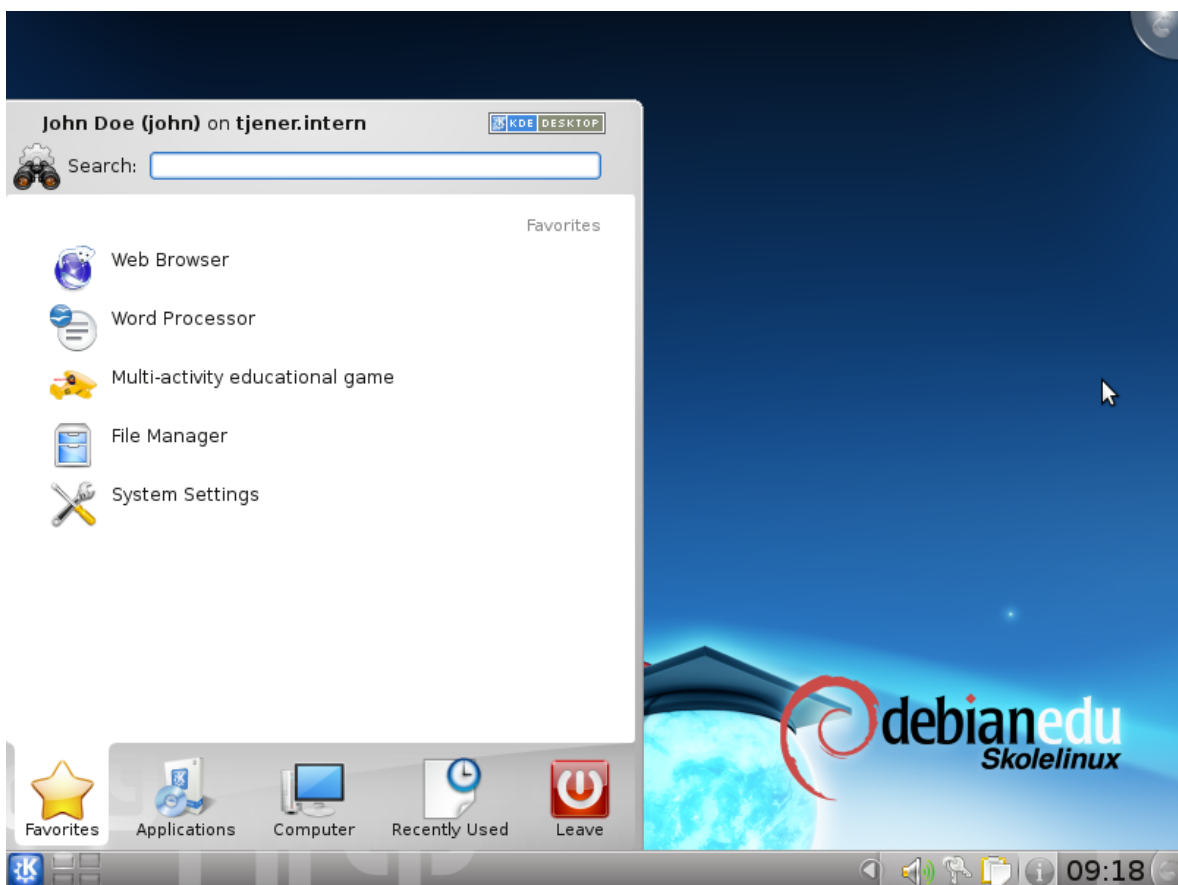 John Doe (john) on tjener.intern
KDE DESKTOP
Search:
Favorites
Web Browser
Word Processor
Multi-activity educational game
File Manager
System Settings
debianedu
Skolelinux
Favorites
Applications
Computer
Recently Used
Leave
09:18